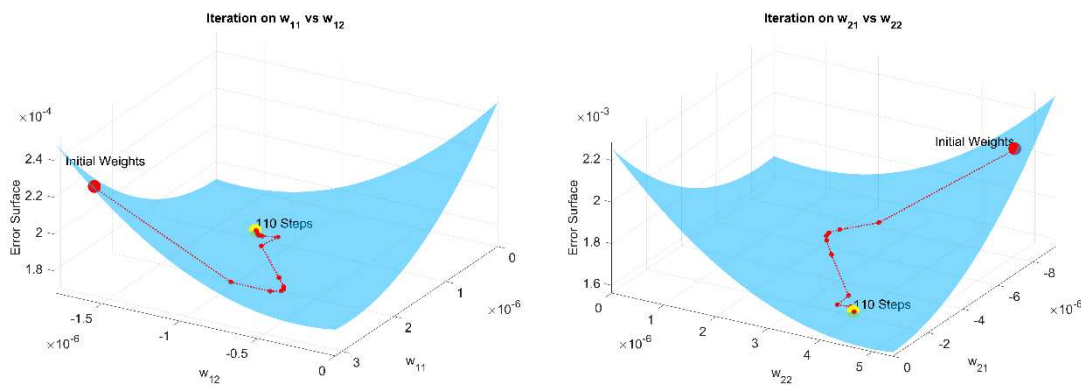 Iteration on w11 vs w12
×10-4
2.4
2.2
2
1.8
Error Surface
Initial Weights
110 Steps
-1.5
-1
-0.5
0
×10-6
w12
0
1
2
3
×10-6
w11
Iteration on w21 vs w22
×10-3
2.2
2
1.8
1.6
Error Surface
Initial Weights
110 Steps
0
1
2
3
4
5
×10-6
w22
-8
-6
-4
-2
0
×10-6
w21